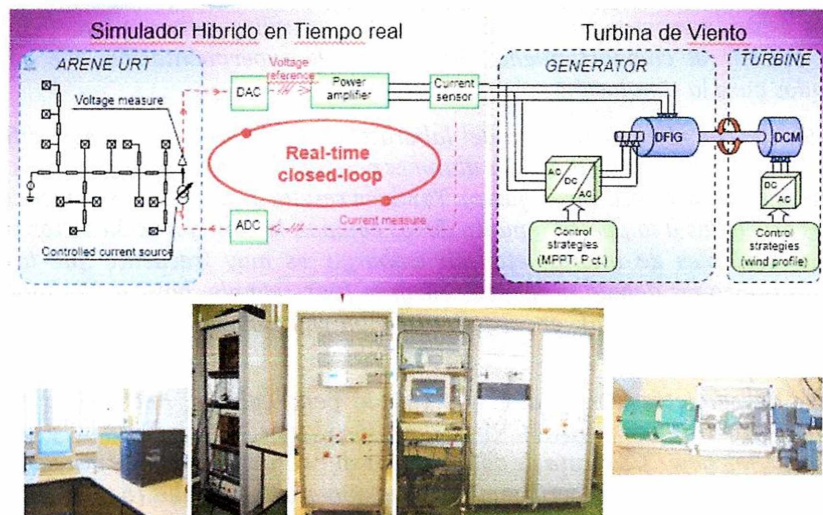 Simulador Hibrido en Tiempo real
ARENE URT
Voltage measure
Controlled current source
Voltage
reference
DAC
Power
amplifier
Current
sensor
Real-time
closed-loop
ADC
Current measure
Turbina de Viento
GENERATOR
TURBINE
DFIG
DCM
AC
DC
AC
DC
AC
Control
strategies
(MPPT, P ct.)
Control
strategies
(wind profile)